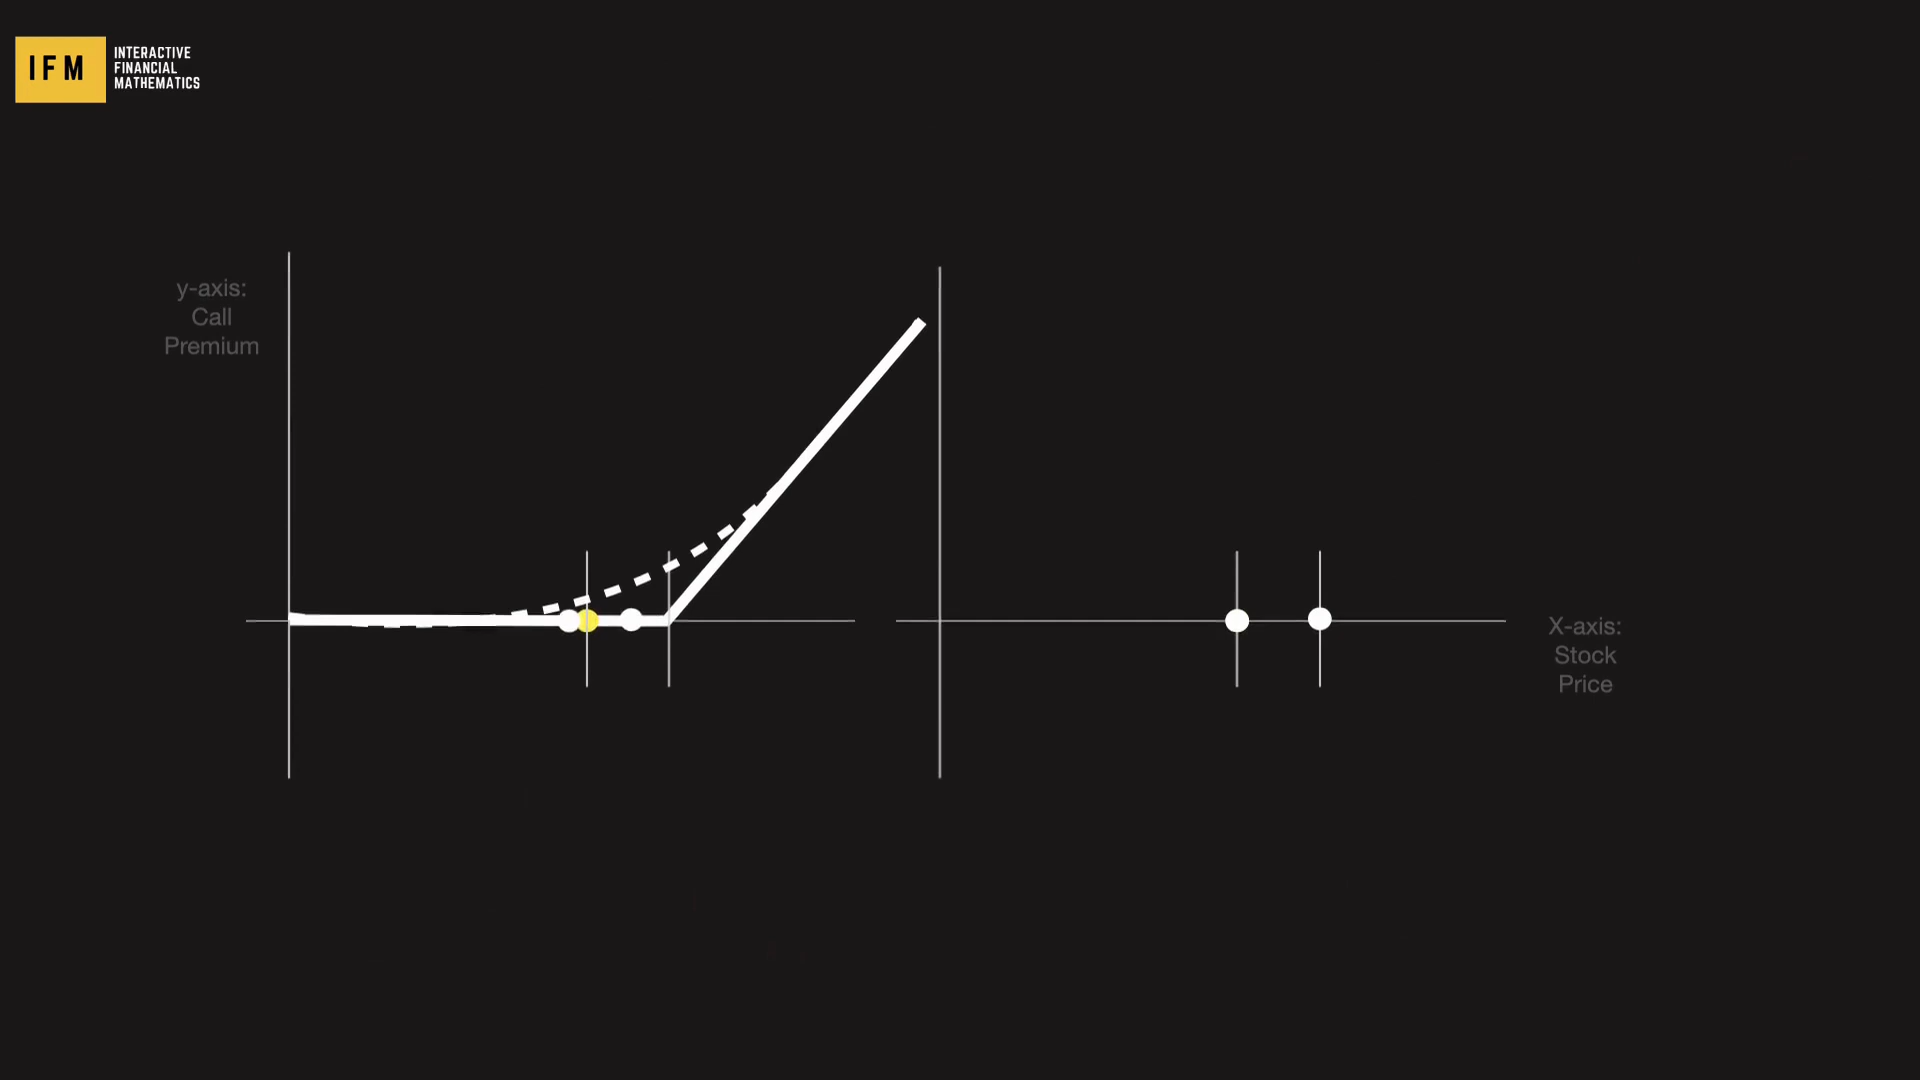 IFM
INTERACTIVE
FINANCIAL
MATHEMATICS
y-axis:
Call
Premium
X-axis:
Stock
Price